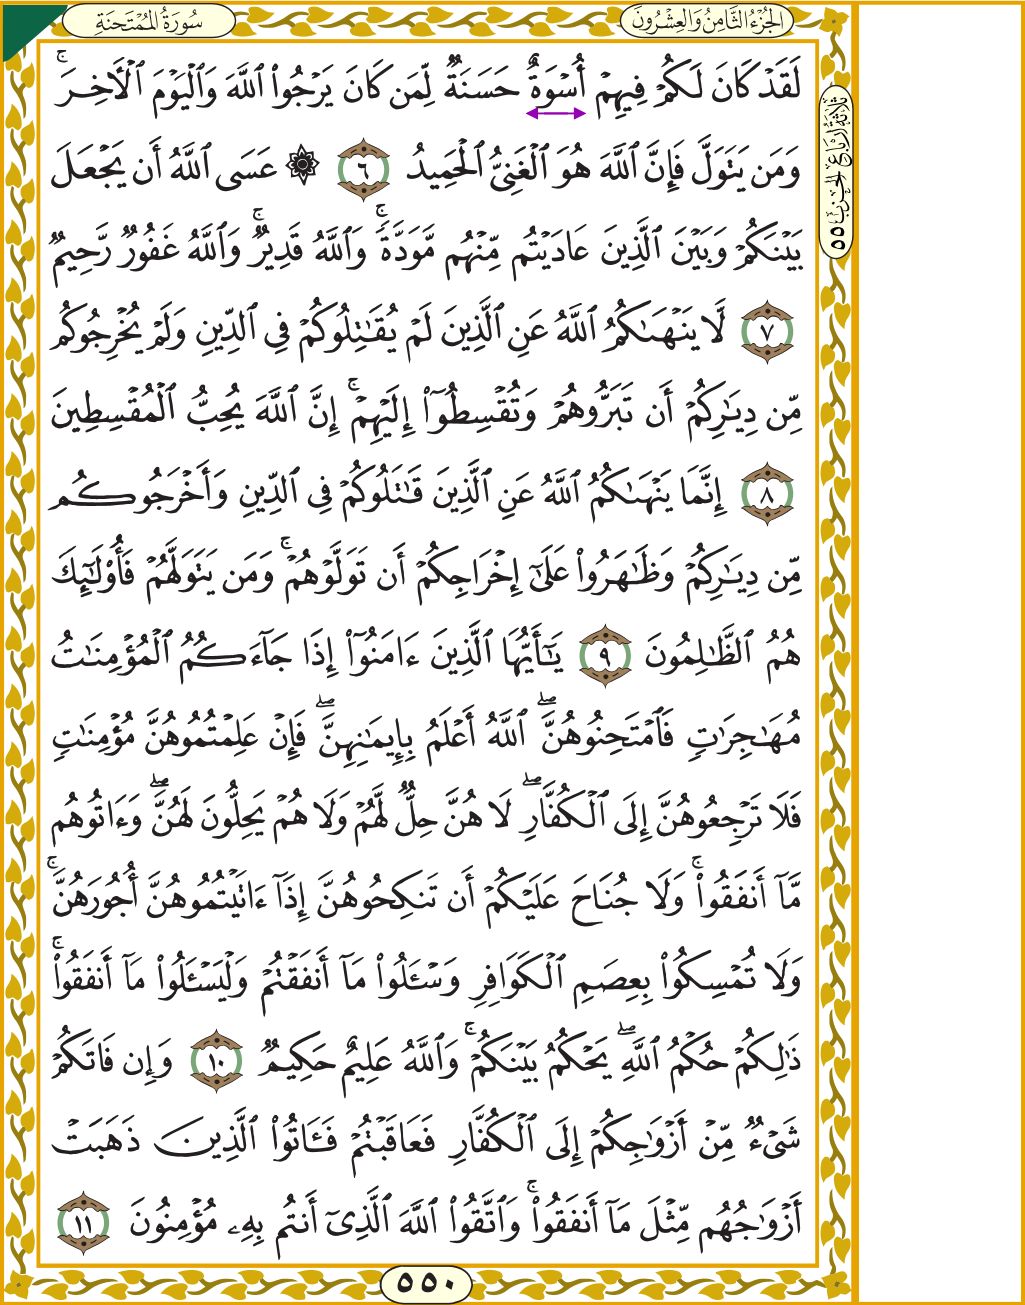 سُورَةُ المُمْتَحنَة
الجُزْءُ الثَّامِنُ وَالعِشْرُونَ
ثلاثة أرباع الحزب ٥٥
لَقَدْ كَانَ لَكُمْ فِيهِمْ أُسْوَةٌ حَسَنَةٌ لِّمَن كَانَ يَرْجُوا۟ ٱللَّهَ وَٱلْيَوْمَ ٱلْـَٔاخِرَ ۚ
وَمَن يَتَوَلَّ فَإِنَّ ٱللَّهَ هُوَ ٱلْغَنِىُّ ٱلْحَمِيدُ ٦ ۞ عَسَى ٱللَّهُ أَن يَجْعَلَ
بَيْنَكُمْ وَبَيْنَ ٱلَّذِينَ عَادَيْتُم مِّنْهُم مَّوَدَّةً ۚ وَٱللَّهُ قَدِيرٌ ۚ وَٱللَّهُ غَفُورٌ رَّحِيمٌ
٧ لَّا يَنْهَىٰكُمُ ٱللَّهُ عَنِ ٱلَّذِينَ لَمْ يُقَـٰتِلُوكُمْ فِى ٱلدِّينِ وَلَمْ يُخْرِجُوكُم
مِّن دِيَـٰرِكُمْ أَن تَبَرُّوهُمْ وَتُقْسِطُوٓا۟ إِلَيْهِمْ ۚ إِنَّ ٱللَّهَ يُحِبُّ ٱلْمُقْسِطِينَ
٨ إِنَّمَا يَنْهَىٰكُمُ ٱللَّهُ عَنِ ٱلَّذِينَ قَـٰتَلُوكُمْ فِى ٱلدِّينِ وَأَخْرَجُوكُم
مِّن دِيَـٰرِكُمْ وَظَـٰهَرُوا۟ عَلَىٰٓ إِخْرَاجِكُمْ أَن تَوَلَّوْهُمْ ۚ وَمَن يَتَوَلَّهُمْ فَأُو۟لَـٰٓئِكَ
هُمُ ٱلظَّـٰلِمُونَ ٩ يَـٰٓأَيُّهَا ٱلَّذِينَ ءَامَنُوٓا۟ إِذَا جَآءَكُمُ ٱلْمُؤْمِنَـٰتُ
مُهَـٰجِرَٰتٍ فَٱمْتَحِنُوهُنَّ ۖ ٱللَّهُ أَعْلَمُ بِإِيمَـٰنِهِنَّ ۖ فَإِنْ عَلِمْتُمُوهُنَّ مُؤْمِنَـٰتٍ
فَلَا تَرْجِعُوهُنَّ إِلَى ٱلْكُفَّارِ ۖ لَا هُنَّ حِلٌّ لَّهُمْ وَلَا هُمْ يَحِلُّونَ لَهُنَّ ۖ وَءَاتُوهُم
مَّآ أَنفَقُوا۟ ۚ وَلَا جُنَاحَ عَلَيْكُمْ أَن تَنكِحُوهُنَّ إِذَآ ءَاتَيْتُمُوهُنَّ أُجُورَهُنَّ ۚ
وَلَا تُمْسِكُوا۟ بِعِصَمِ ٱلْكَوَافِرِ وَسْـَٔلُوا۟ مَآ أَنفَقْتُمْ وَلْيَسْـَٔلُوا۟ مَآ أَنفَقُوا۟ ۚ
ذَٰلِكُمْ حُكْمُ ٱللَّهِ ۖ يَحْكُمُ بَيْنَكُمْ ۚ وَٱللَّهُ عَلِيمٌ حَكِيمٌ ١٠ وَإِن فَاتَكُمْ
شَىْءٌ مِّنْ أَزْوَٰجِكُمْ إِلَى ٱلْكُفَّارِ فَعَاقَبْتُمْ فَـَٔاتُوا۟ ٱلَّذِينَ ذَهَبَتْ
أَزْوَٰجُهُم مِّثْلَ مَآ أَنفَقُوا۟ ۚ وَٱتَّقُوا۟ ٱللَّهَ ٱلَّذِىٓ أَنتُم بِهِۦ مُؤْمِنُونَ ١١
٥٥٠